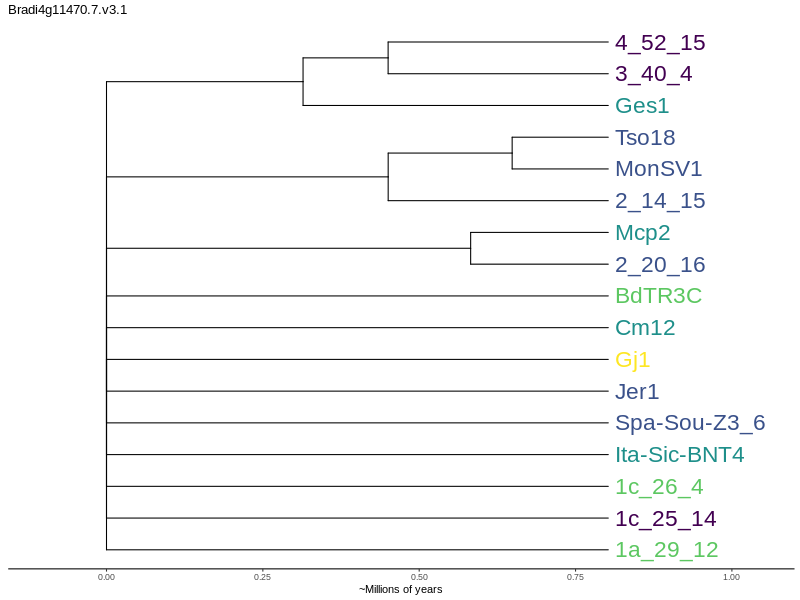 Bradi4g11470.7.v3.1
4_52_15
3_40_4
Ges1
Tso18
MonSV1
2_14_15
Mcp2
2_20_16
BdTR3C
Cm12
Gj1
Jer1
Spa-Sou-Z3_6
Ita-Sic-BNT4
1c_26_4
1c_25_14
1a_29_12
0.00 0.25 0.50 0.75 1.00
~Millions of years